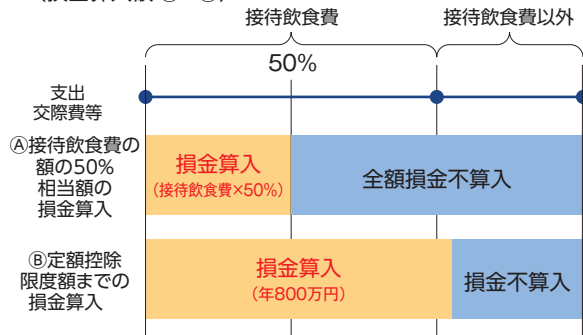 接待飲食費
接待飲食費以外
50%
支出
交際費等
Ⓐ接待飲食費の
額の50%
相当額の
損金算入
損金算入
(接待飲食費×50%)
全額損金不算入
Ⓑ定額控除
限度額までの
損金算入
損金算入
(年800万円)
損金不算入